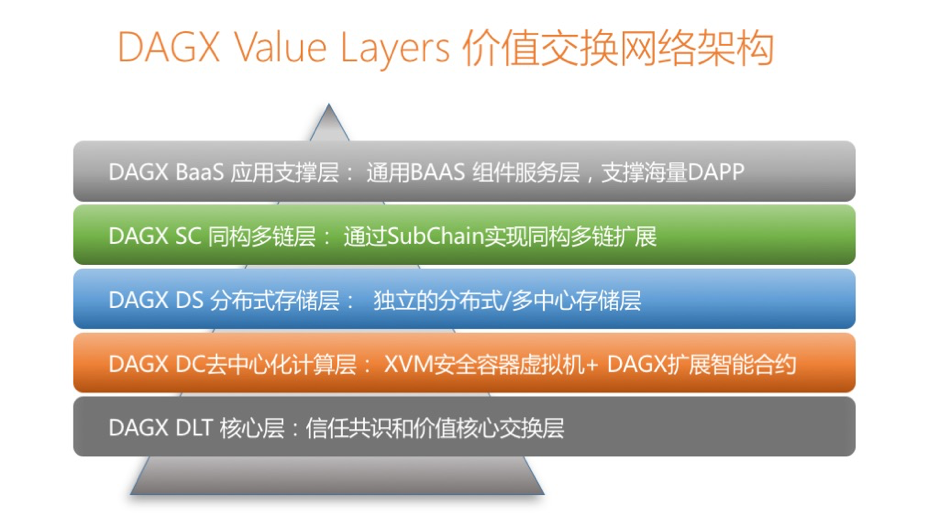 DAGX Value Layers 价值交换网络架构
DAGX BaaS 应用支撑层： 通用BAAS 组件服务层，支撑海量DAPP
DAGX SC 同构多链层： 通过SubChain实现同构多链扩展
DAGX DS 分布式存储层： 独立的分布式/多中心存储层
DAGX DC去中心化计算层： XVM安全容器虚拟机+ DAGX扩展智能合约
DAGX DLT 核心层：信任共识和价值核心交换层